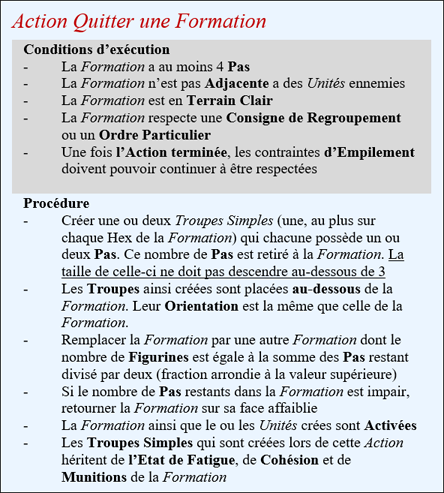 Action Quitter une Formation
Conditions d’exécution
- La Formation a au moins 4 Pas
- La Formation n’est pas Adjacente a des Unités ennemies
- La Formation est en Terrain Clair
- La Formation respecte une Consigne de Regroupement
ou un Ordre Particulier
- Une fois l’Action terminée, les contraintes d’Empilement
doivent pouvoir continuer à être respectées
Procédure
- Créer une ou deux Troupes Simples (une, au plus sur
chaque Hex de la Formation) qui chacune possède un ou
deux Pas. Ce nombre de Pas est retiré à la Formation. La
taille de celle-ci ne doit pas descendre au-dessous de 3
- Les Troupes ainsi créées sont placées au-dessous de la
Formation. Leur Orientation est la même que celle de la
Formation.
- Remplacer la Formation par une autre Formation dont le
nombre de Figurines est égale à la somme des Pas restant
divisé par deux (fraction arrondie à la valeur supérieure)
- Si le nombre de Pas restants dans la Formation est impair,
retourner la Formation sur sa face affaiblie
- La Formation ainsi que le ou les Unités crées sont Activées
- Les Troupes Simples qui sont créées lors de cette Action
héritent de l’Etat de Fatigue, de Cohésion et de
Munitions de la Formation